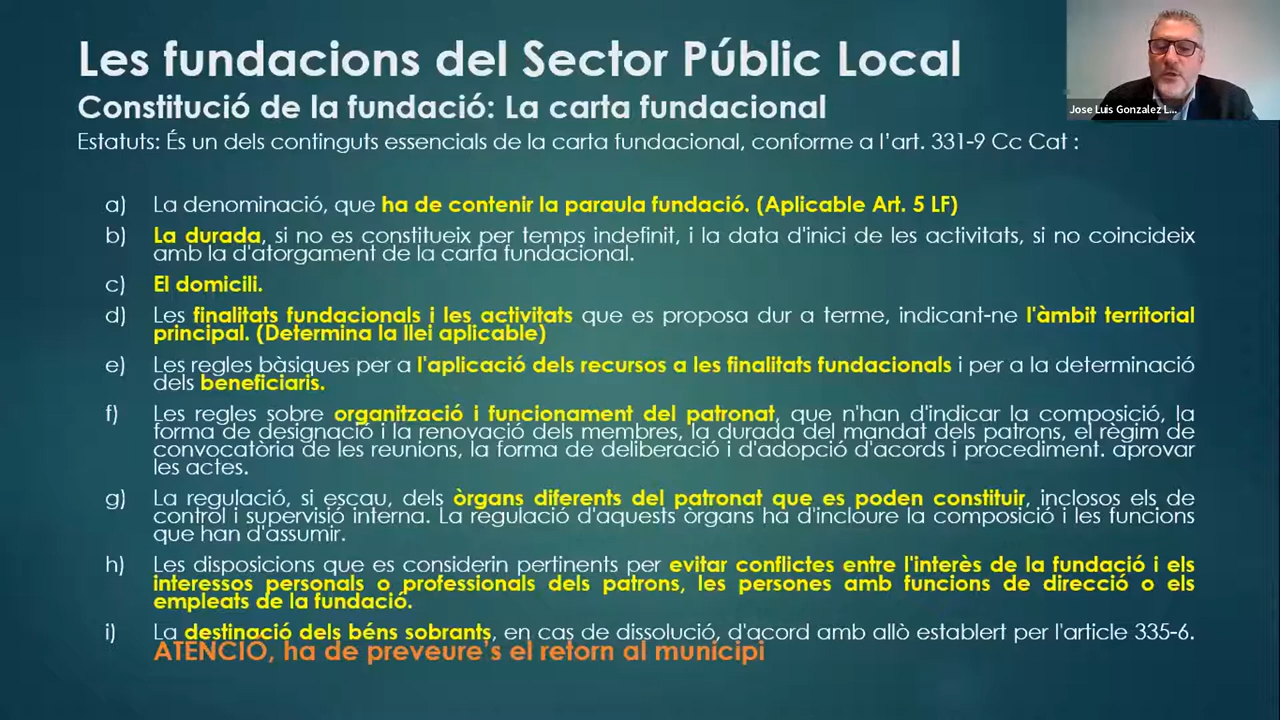 Les fundacions del Sector Públic Local
Constitució de la fundació: La carta fundacional
Estatuts: És un dels continguts essencials de la carta fundacional, conforme a l'art. 331-9 Cc Cat :
a) La denominació, que ha de contenir la paraula fundació. (Aplicable Art. 5 LF)
b) La durada, si no es constitueix per temps indefinit, i la data d'inici de les activitats, si no coincideix
amb la d'atorgament de la carta fundacional.
c) El domicili.
d) Les finalitats fundacionals i les activitats que es proposa dur a terme, indicant-ne l'àmbit territorial
principal. (Determina la llei aplicable)
e) Les regles bàsiques per a l'aplicació dels recursos a les finalitats fundacionals i per a la determinació
dels beneficiaris.
f) Les regles sobre organització i funcionament del patronat, que n'han d'indicar la composició, la
forma de designació i la renovació dels membres, la durada del mandat dels patrons, el règim de
convocatòria de les reunions, la forma de deliberació i d'adopció d'acords i procediment. aprovar
les actes.
g) La regulació, si escau, dels òrgans diferents del patronat que es poden constituir, inclosos els de
control i supervisió interna. La regulació d'aquests òrgans ha d'incloure la composició i les funcions
que han d'assumir.
h) Les disposicions que es considerin pertinents per evitar conflictes entre l'interès de la fundació i els
interessos personals o professionals dels patrons, les persones amb funcions de direcció o els
empleats de la fundació.
i) La destinació dels béns sobrants, en cas de dissolució, d'acord amb allò establert per l'article 335-6.
ATENCIÓ, ha de preveure's el retorn al municipi
Jose Luis Gonzalez L...